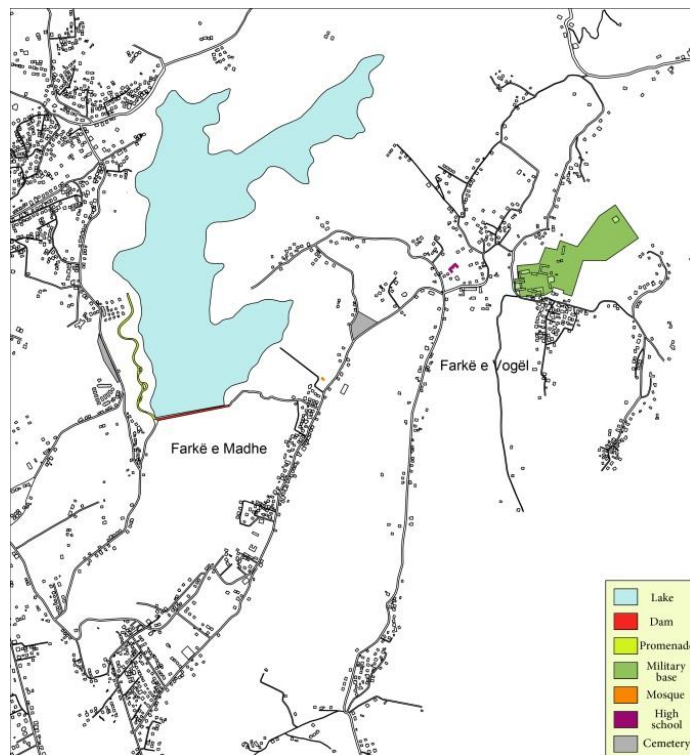 Farkë e Vogël
Farkë e Madhe
Lake
Dam
Promenade
Military
base
Mosque
High
school
Cemetery